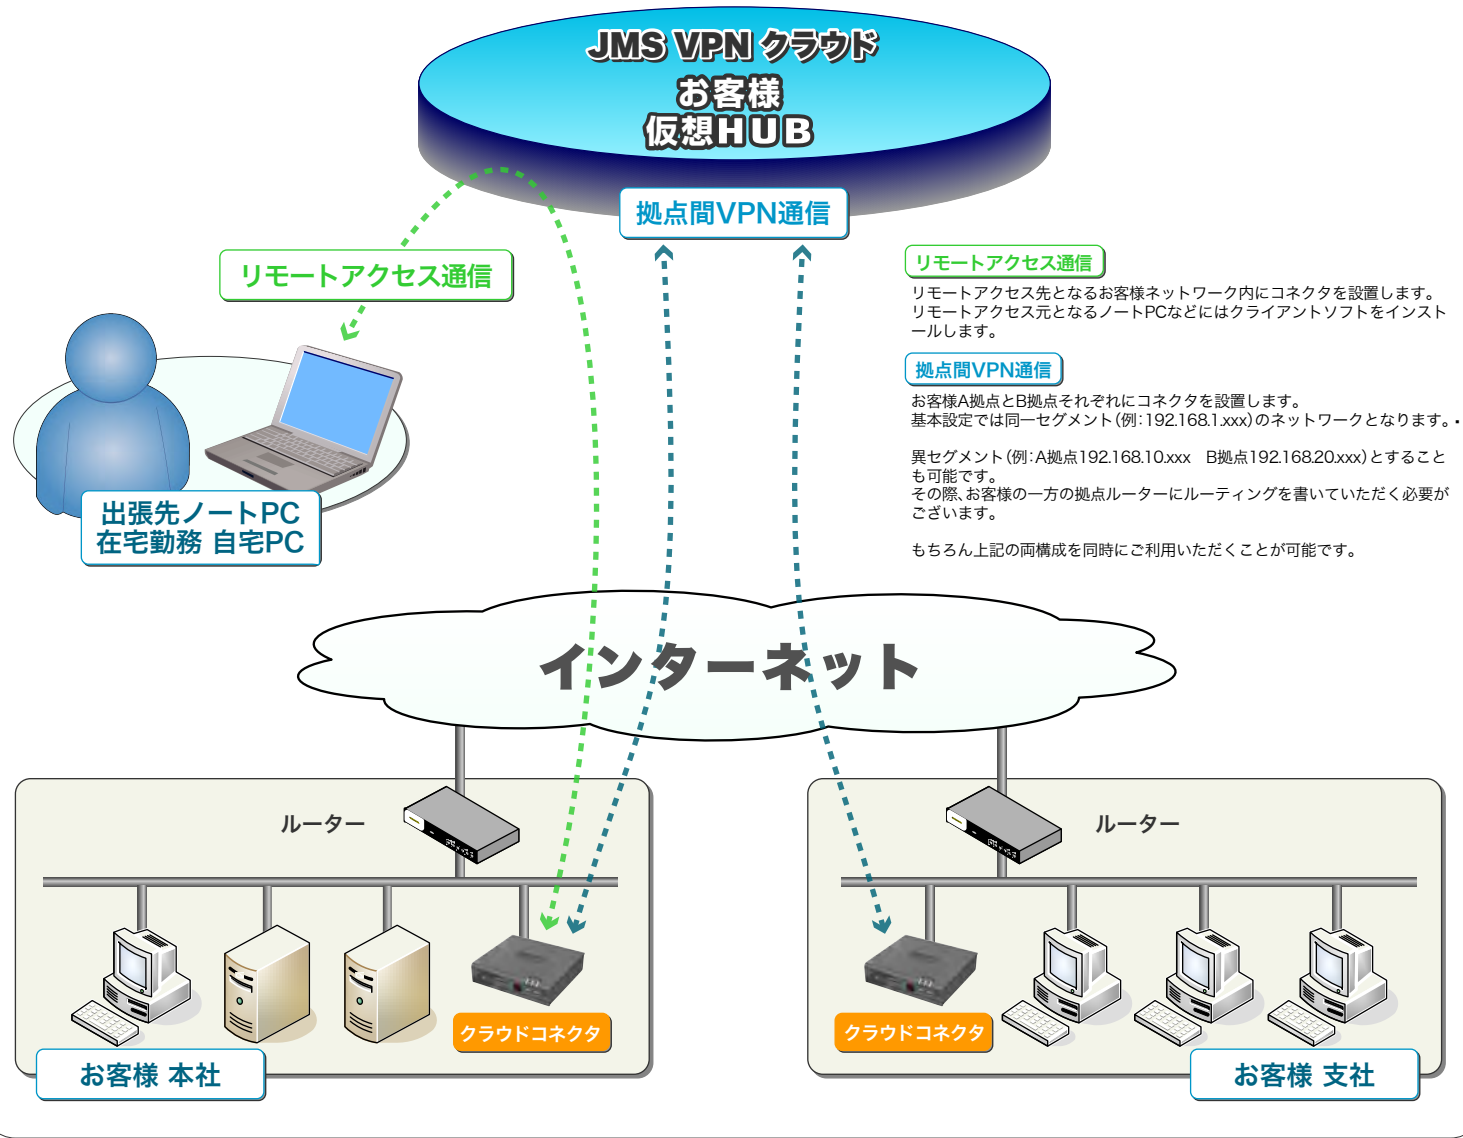 JMS VPN クラウド
お客様
仮想HUB
拠点間VPN通信
リモートアクセス通信
出張先ノートPC
在宅勤務 自宅PC
リモートアクセス通信
リモートアクセス先となるお客様ネットワーク内にコネクタを設置します。
リモートアクセス元となるノートPCなどにはクライアントソフトをインスト
ールします。
拠点間VPN通信
お客様A拠点とB拠点それぞれにコネクタを設置します。
基本設定では同一セグメント(例:192.168.1.xxx)のネットワークとなります。
異セグメント(例:A拠点192.168.10.xxx　B拠点192.168.20.xxx)とすること
も可能です。
その際、お客様の一方の拠点ルーターにルーティングを書いていただく必要が
ございます。
もちろん上記の両構成を同時にご利用いただくことが可能です。
インターネット
ルーター
クラウドコネクタ
お客様 本社
ルーター
クラウドコネクタ
お客様 支社